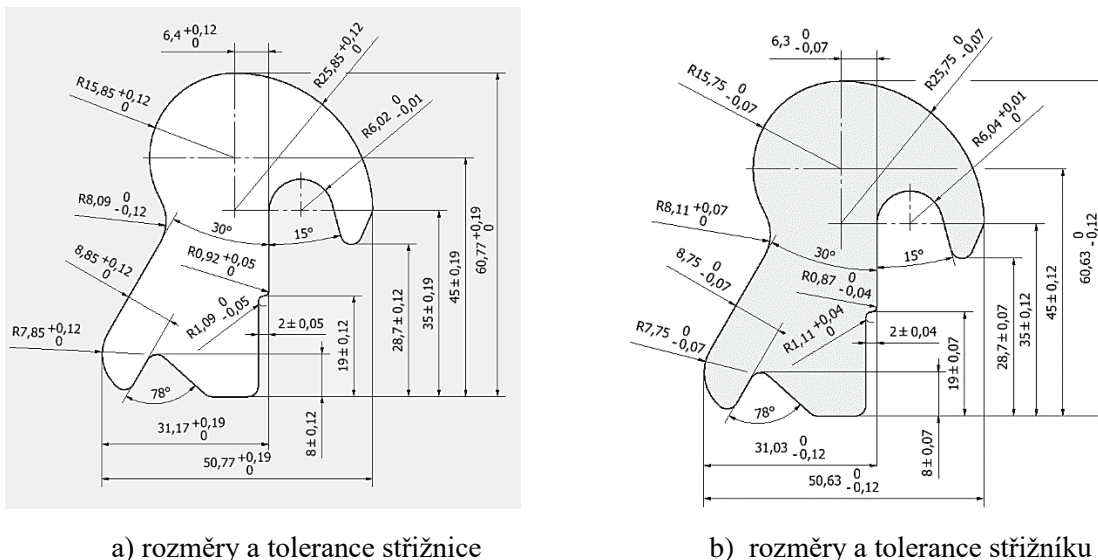 6,4 +0,12 0
R25,85 +0,12 0
R15,85 +0,12 0
R6,02 0 -0,01
R8,09 0 -0,12
30°
15°
R0,92 +0,05 0
8,85 +0,12 0
R1,09 0 -0,05
R7,85 +0,12 0
2±0,05
19±0,12
28,7±0,12
35±0,19
45±0,19
60,77 +0,19 0
78°
8±0,12
31,17 +0,19 0
50,77 +0,19 0
a) rozměry a tolerance střižnice
6,3 0 -0,07
R25,75 0 -0,07
R15,75 0 -0,07
R6,04 +0,01 0
R8,11 +0,07 0
30°
15°
R0,87 0 -0,04
8,75 0 -0,07
R1,11 +0,04 0
R7,75 0 -0,07
2±0,04
19±0,07
28,7±0,07
35±0,12
45±0,12
60,63 0 -0,12
78°
8±0,07
31,03 0 -0,12
50,63 0 -0,12
b) rozměry a tolerance střižníku